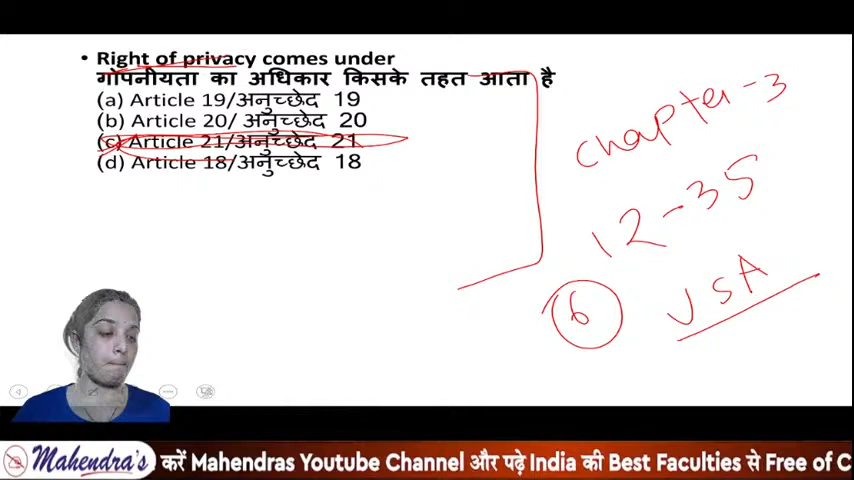 • Right of privacy comes under
गोपनीयता का अधिकार किसके तहत आता है
(a) Article 19/अनुच्छेद 19
(b) Article 20/ अनुच्छेद 20
(c) Article 21/अनुच्छेद 21
(d) Article 18/अनुच्छेद 18
chapter-3
12-35
6
USA
Mahendra's करें Mahendras Youtube Channel और पढ़े India की Best Faculties से Free of C